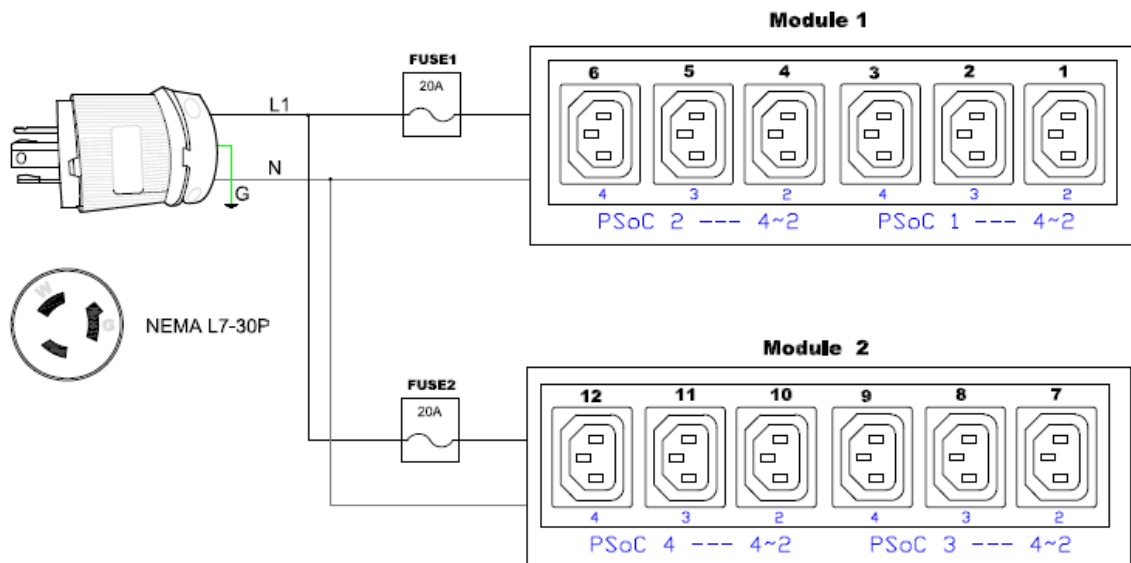 Module 1
FUSE1
20A
L1
N
G
6 5 4 3 2 1
4 3 2 4 3 2
PSoC 2 --- 4~2 PSoC 1 --- 4~2
W
G
NEMA L7-30P
Module 2
FUSE2
20A
12 11 10 9 8 7
4 3 2 4 3 2
PSoC 4 --- 4~2 PSoC 3 --- 4~2